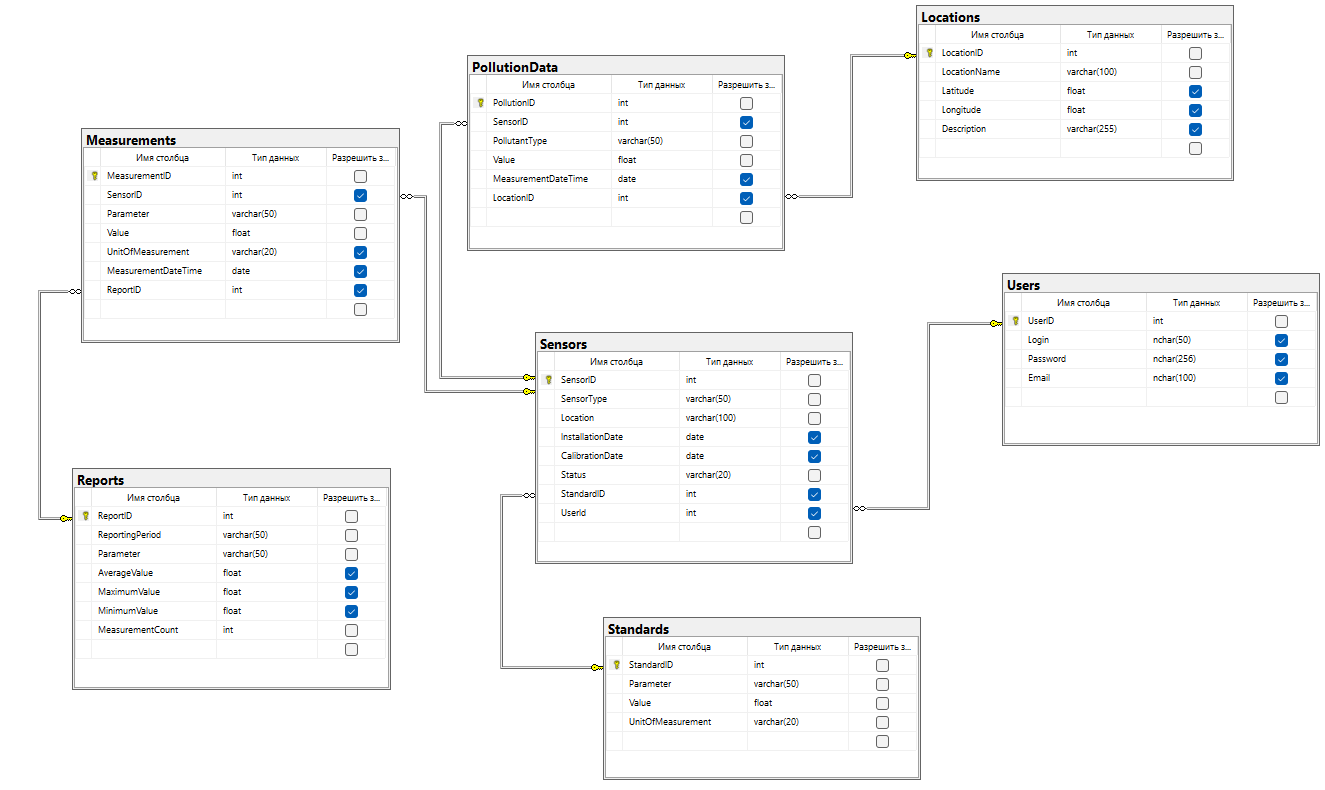 Locations
Имя столбца Тип данных Разрешить з...
LocationID int
LocationName varchar(100)
Latitude float
Longitude float
Description varchar(255)
PollutionData
Имя столбца Тип данных Разрешить з...
PollutionID int
SensorID int
PollutantType varchar(50)
Value float
MeasurementDateTime date
LocationID int
Measurements
Имя столбца Тип данных Разрешить з...
MeasurementID int
SensorID int
Parameter varchar(50)
Value float
UnitOfMeasurement varchar(20)
MeasurementDateTime date
ReportID int
Users
Имя столбца Тип данных Разрешить з...
UserID int
Login nchar(50)
Password nchar(256)
Email nchar(100)
Sensors
Имя столбца Тип данных Разрешить з...
SensorID int
SensorType varchar(50)
Location varchar(100)
InstallationDate date
CalibrationDate date
Status varchar(20)
StandardID int
UserId int
Reports
Имя столбца Тип данных Разрешить з...
ReportID int
ReportingPeriod varchar(50)
Parameter varchar(50)
AverageValue float
MaximumValue float
MinimumValue float
MeasurementCount int
Standards
Имя столбца Тип данных Разрешить з...
StandardID int
Parameter varchar(50)
Value float
UnitOfMeasurement varchar(20)